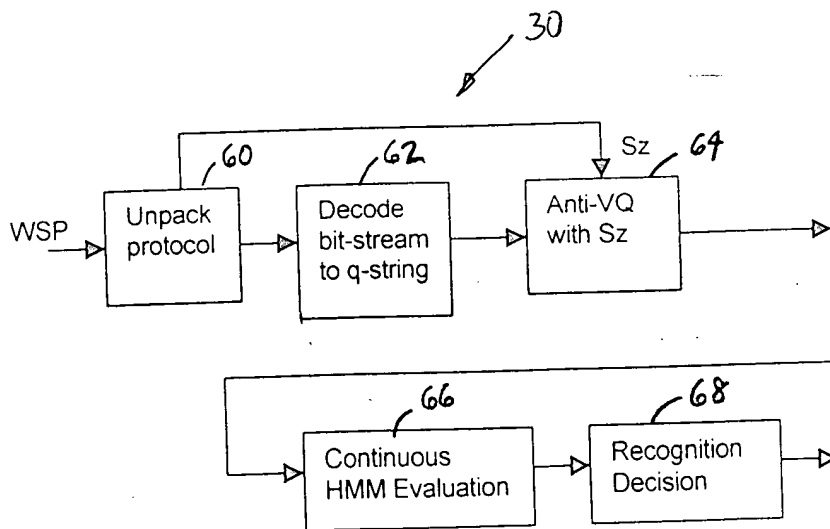 30
60
62
Sz
64
WSP
Unpack
protocol
Decode
bit-stream
to q-string
Anti-VQ
with Sz
66
68
Continuous
HMM Evaluation
Recognition
Decision